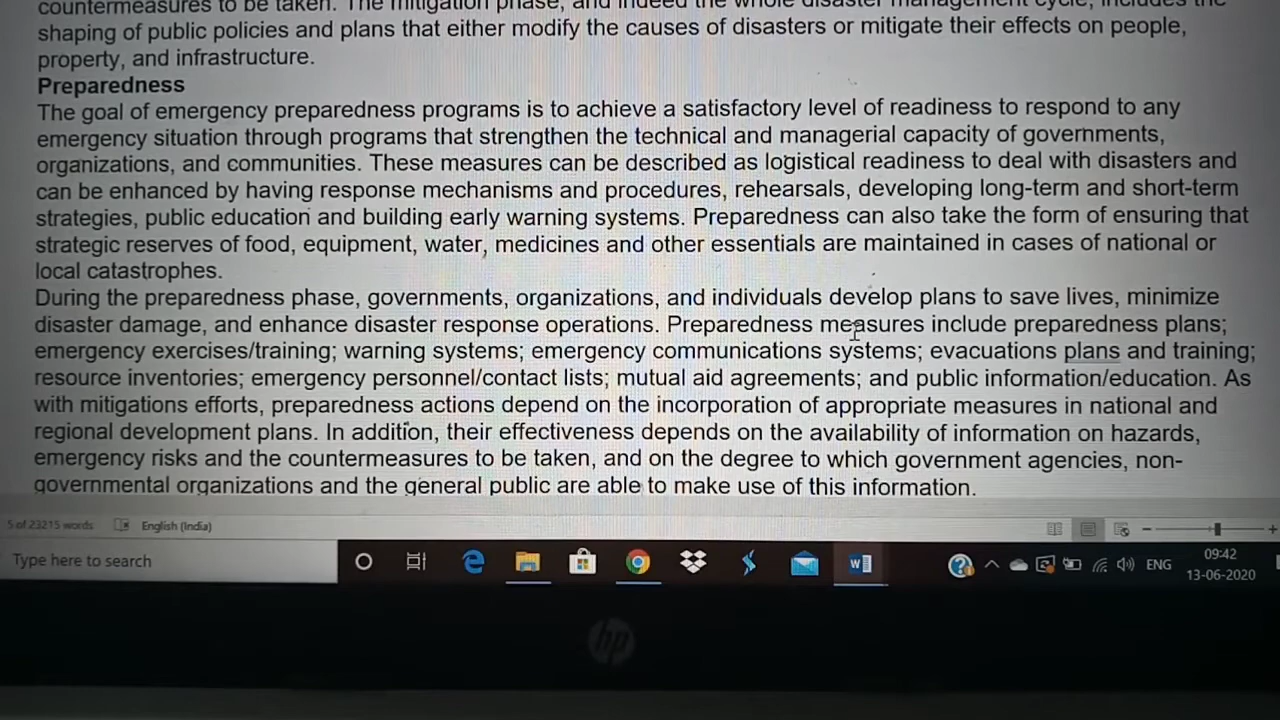 countermeasures to be taken. The mitigation phase, and indeed the whole disaster management cycle, includes the
shaping of public policies and plans that either modify the causes of disasters or mitigate their effects on people,
property, and infrastructure.
Preparedness
The goal of emergency preparedness programs is to achieve a satisfactory level of readiness to respond to any
emergency situation through programs that strengthen the technical and managerial capacity of governments,
organizations, and communities. These measures can be described as logistical readiness to deal with disasters and
can be enhanced by having response mechanisms and procedures, rehearsals, developing long-term and short-term
strategies, public education and building early warning systems. Preparedness can also take the form of ensuring that
strategic reserves of food, equipment, water, medicines and other essentials are maintained in cases of national or
local catastrophes.
During the preparedness phase, governments, organizations, and individuals develop plans to save lives, minimize
disaster damage, and enhance disaster response operations. Preparedness measures include preparedness plans;
emergency exercises/training; warning systems; emergency communications systems; evacuations plans and training;
resource inventories; emergency personnel/contact lists; mutual aid agreements; and public information/education. As
with mitigations efforts, preparedness actions depend on the incorporation of appropriate measures in national and
regional development plans. In addition, their effectiveness depends on the availability of information on hazards,
emergency risks and the countermeasures to be taken, and on the degree to which government agencies, non-
governmental organizations and the general public are able to make use of this information.
5 of 23215 words English (India)
Type here to search
W
ENG
09:42
13-06-2020
hp